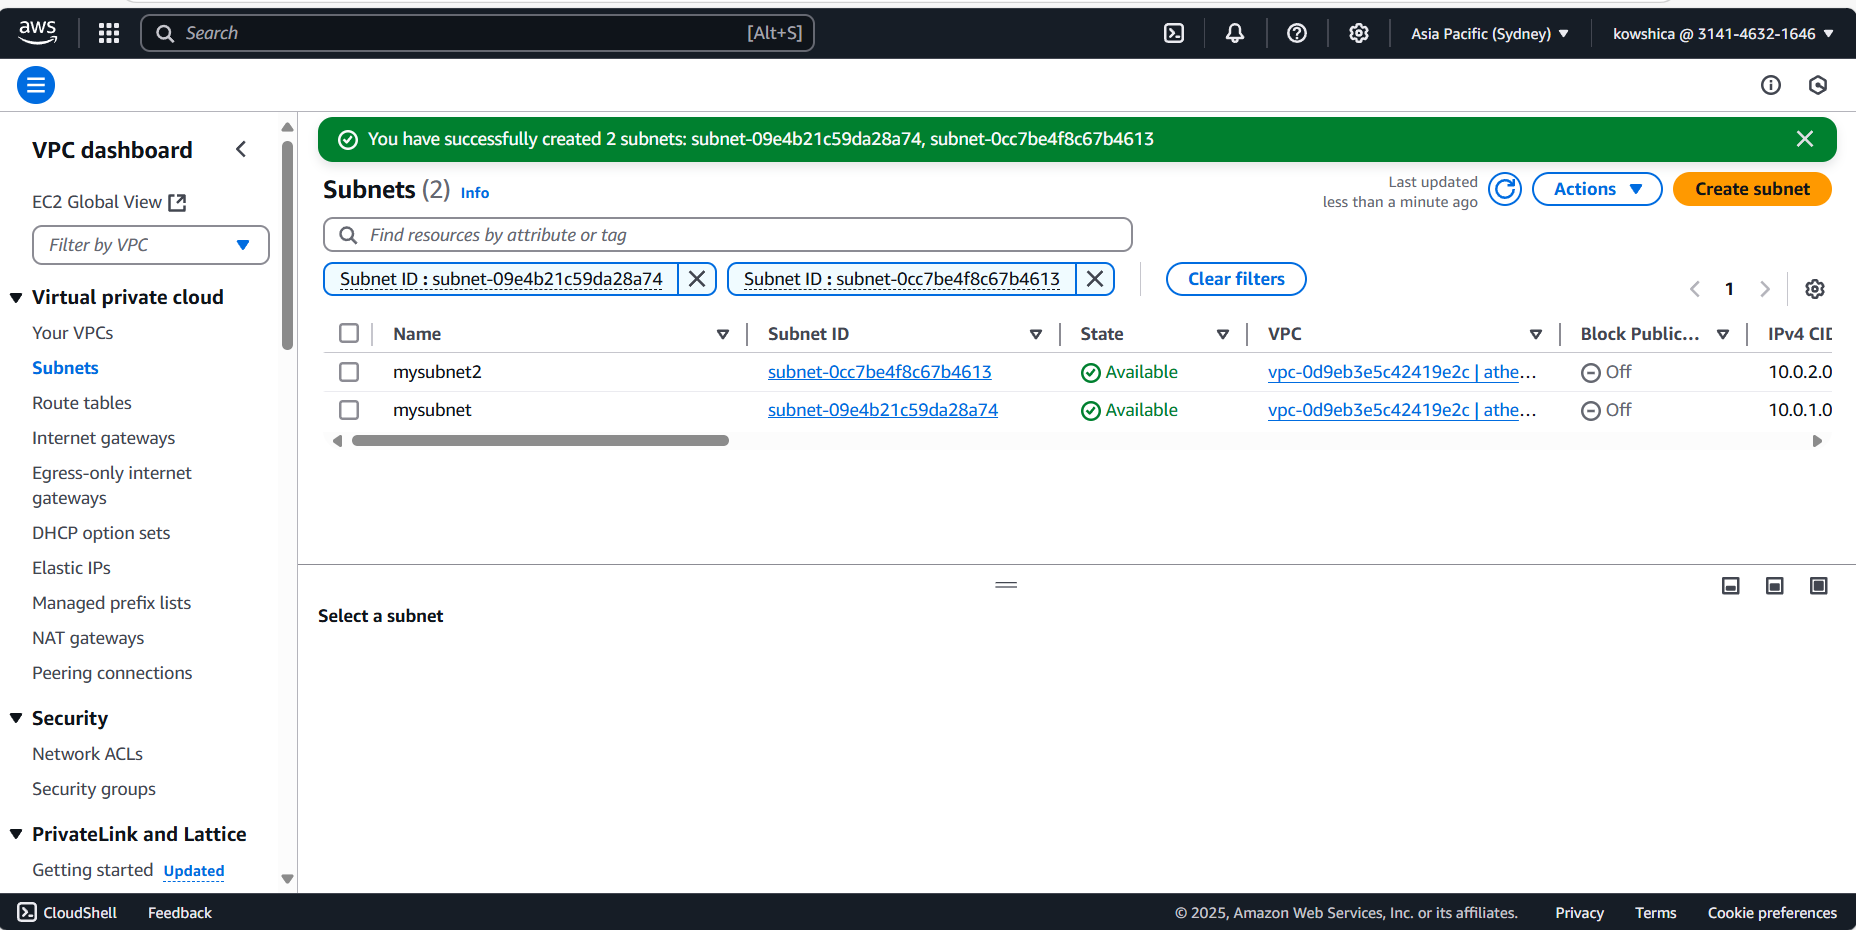 aws
Search [Alt+S]
Asia Pacific (Sydney)
kowshica @ 3141-4632-1646
VPC dashboard
EC2 Global View
Filter by VPC
Virtual private cloud
Your VPCs
Subnets
Route tables
Internet gateways
Egress-only internet
gateways
DHCP option sets
Elastic IPs
Managed prefix lists
NAT gateways
Peering connections
Security
Network ACLs
Security groups
PrivateLink and Lattice
Getting started Updated
You have successfully created 2 subnets: subnet-09e4b21c59da28a74, subnet-0cc7be4f8c67b4613
Subnets (2) Info
Last updated
less than a minute ago
Actions
Create subnet
Find resources by attribute or tag
Subnet ID : subnet-09e4b21c59da28a74
Subnet ID : subnet-0cc7be4f8c67b4613
Clear filters
1
Name Subnet ID State VPC Block Public... IPv4 CID
mysubnet2 subnet-0cc7be4f8c67b4613 Available vpc-0d9eb3e5c42419e2c | athe... Off 10.0.2.0
mysubnet subnet-09e4b21c59da28a74 Available vpc-0d9eb3e5c42419e2c | athe... Off 10.0.1.0
Select a subnet
CloudShell Feedback © 2025, Amazon Web Services, Inc. or its affiliates. Privacy Terms Cookie preferences